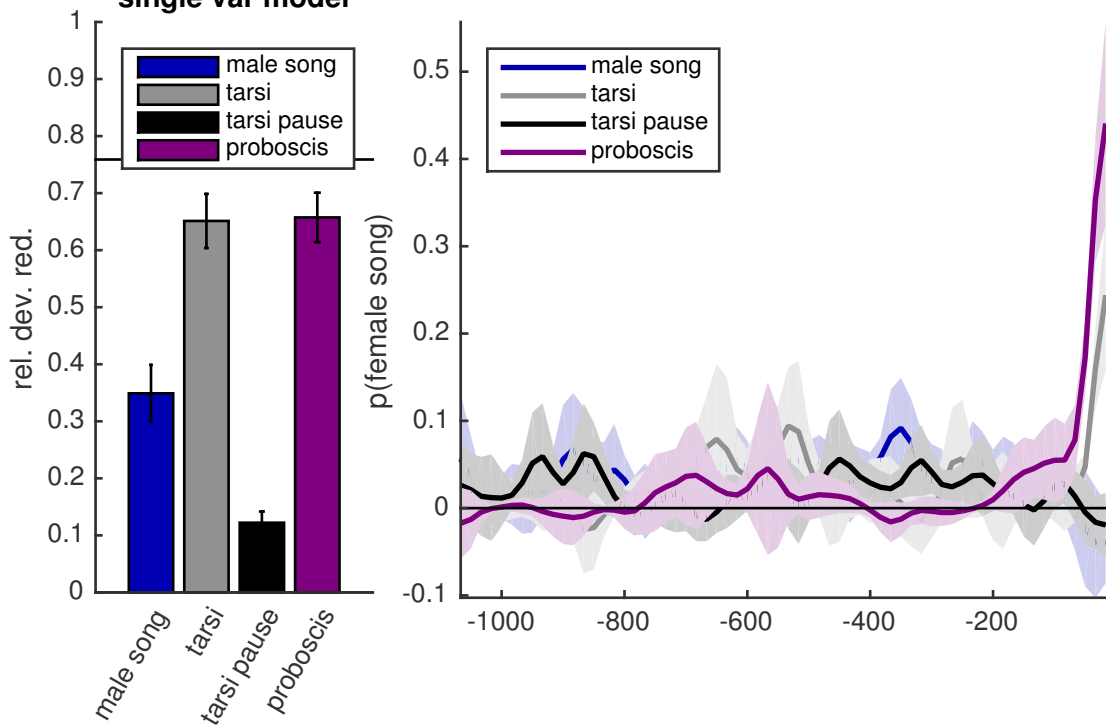 single var model
1
0.9
0.8
0.7
0.6
0.5
0.4
0.3
0.2
0.1
0
rel. dev. red.
male song
tarsi
tarsi pause
proboscis
male song
tarsi
tarsi pause
proboscis
0.5
0.4
0.3
0.2
0.1
0
-0.1
p(female song)
male song
tarsi
tarsi pause
proboscis
-1000
-800
-600
-400
-200